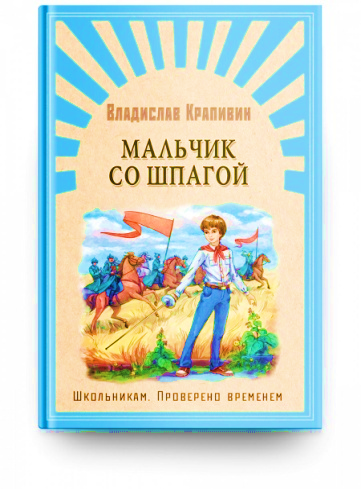 Владислав Крапивин
МАЛЬЧИК
СО ШПАГОЙ
Школьникам. Проверено временем